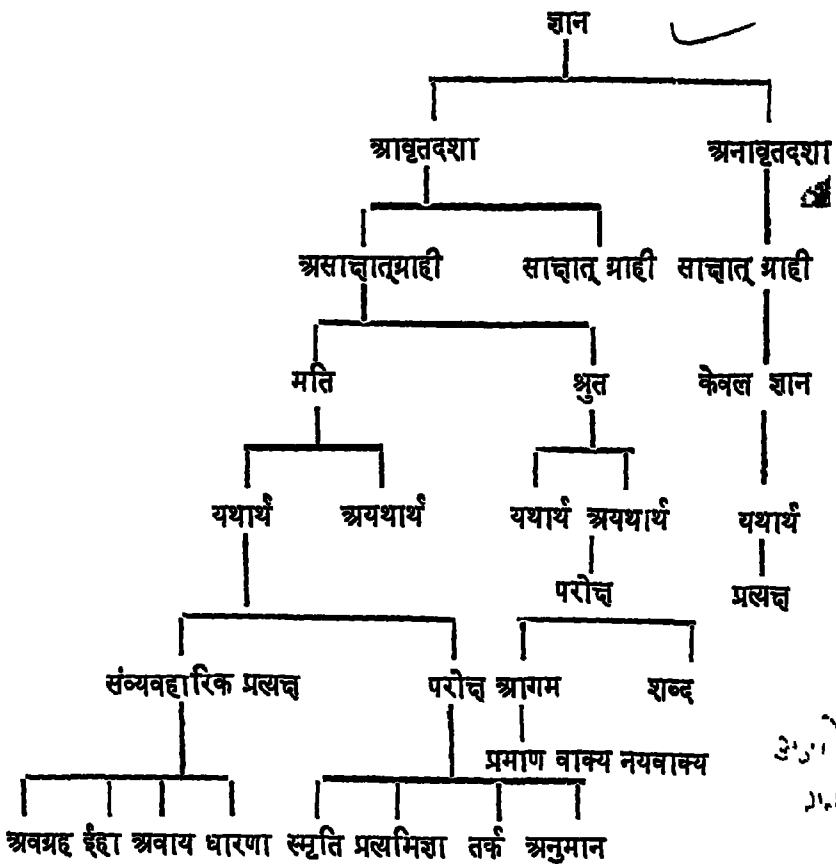 ज्ञान
आवृतदशा अनावृतदशा
असाक्षात्ग्राही साक्षात् ग्राही साक्षात् ग्राही
मति श्रुत केवल ज्ञान
यथार्थ अयथार्थ यथार्थ अयथार्थ यथार्थ
परोक्ष प्रत्यक्ष
संव्यवहारिक प्रत्यक्ष परोक्ष आगम शब्द
प्रमाण वाक्य नयवाक्य
अवग्रह ईहा अवाय धारणा स्मृति प्रत्यभिज्ञा तर्क अनुमान